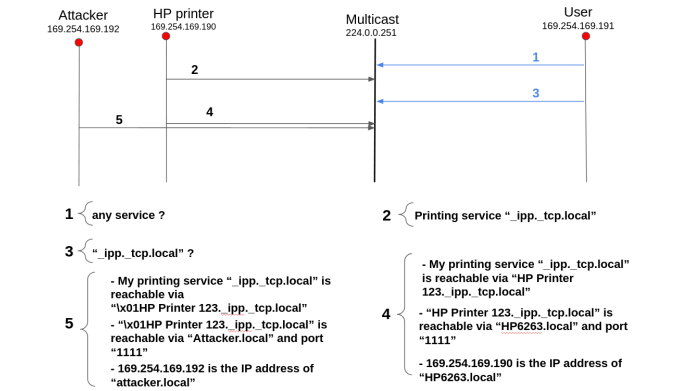 Attacker
169.254.169.192
HP printer
169.254.169.190
Multicast
224.0.0.251
User
169.254.169.191
1
2
3
4
5
1
any service ?
2
Printing service “_ipp._tcp.local”
3
“_ipp._tcp.local” ?
5
- My printing service “_ipp._tcp.local” is
reachable via
“\x01HP Printer 123._ipp._tcp.local”
- “\x01HP Printer 123._ipp._tcp.local” is
reachable via “Attacker.local” and port
“1111”
- 169.254.169.192 is the IP address of
“attacker.local”
4
- My printing service “_ipp._tcp.local”
is reachable via “HP Printer
123._ipp._tcp.local”
- “HP Printer 123._ipp._tcp.local” is
reachable via “HP6263.local” and port
“1111”
- 169.254.169.190 is the IP address of
“HP6263.local”